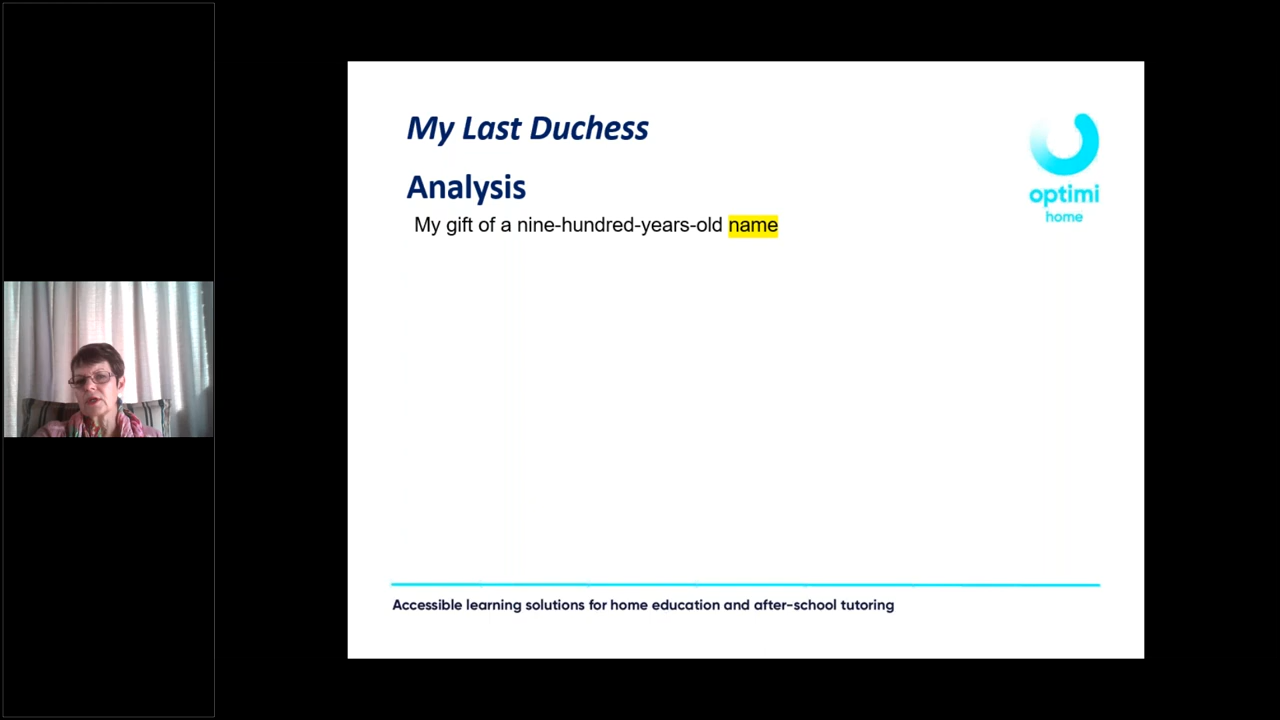 My Last Duchess
Analysis
My gift of a nine-hundred-years-old name
optimi
home
Accessible learning solutions for home education and after-school tutoring